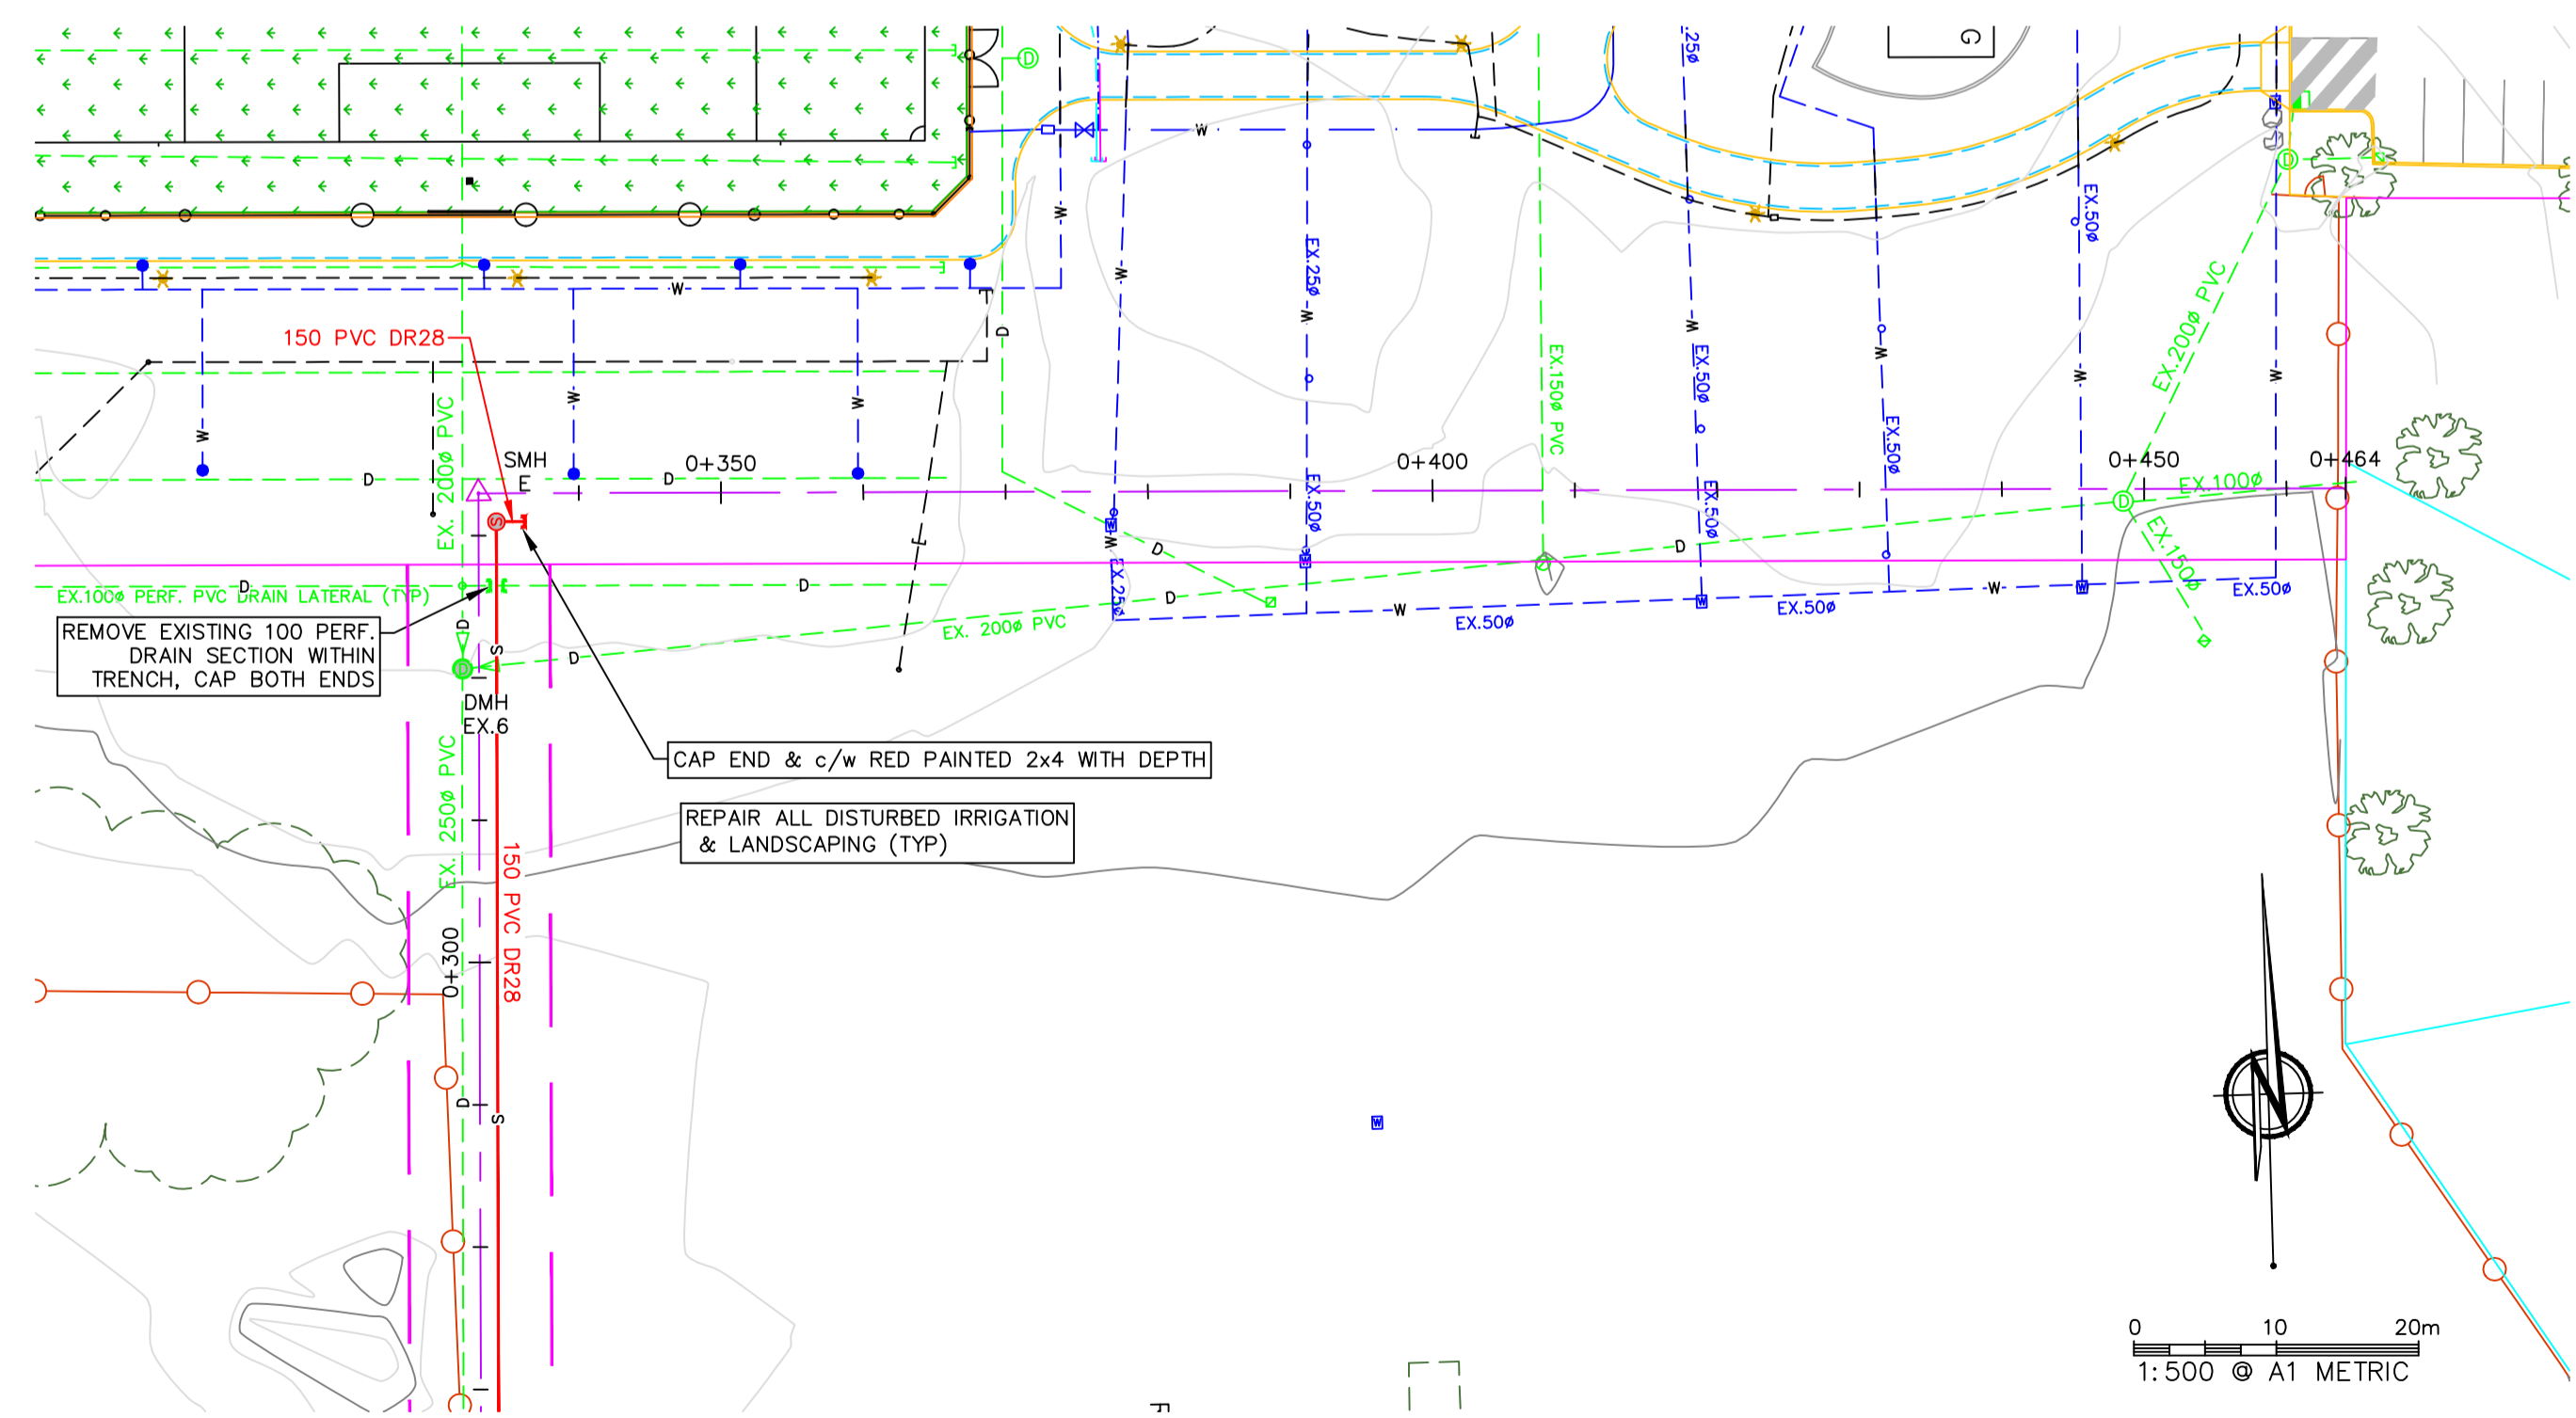 G
.25ø
W
W
EX.50ø
W
EX.25ø
W
EX.200ø PVC
W
150 PVC DR28
D
W
W
EX.50ø
W
EX.150ø PVC
W
W
W
W
W
EX. 200ø PVC
EX.50ø
SMH
E
0+350
0+400
0+450
0+464
D
D
EX.50ø
EX.50ø
EX.100ø
D
S
W
W
D
D
EX.150ø
EX.100ø PERF. PVC DRAIN LATERAL (TYP)
D
D
EX.25ø
D
W
W
EX.50ø
EX.50ø
EX.50ø
W
W
REMOVE EXISTING 100 PERF.
DRAIN SECTION WITHIN
TRENCH, CAP BOTH ENDS
D
S
D
D
EX. 200ø PVC
DMH
EX.6
CAP END & c/w RED PAINTED 2x4 WITH DEPTH
EX. 250ø PVC
REPAIR ALL DISTURBED IRRIGATION
& LANDSCAPING (TYP)
150 PVC DR28
0+300
D
S
W
N
0 10 20m
1:500 @ A1 METRIC